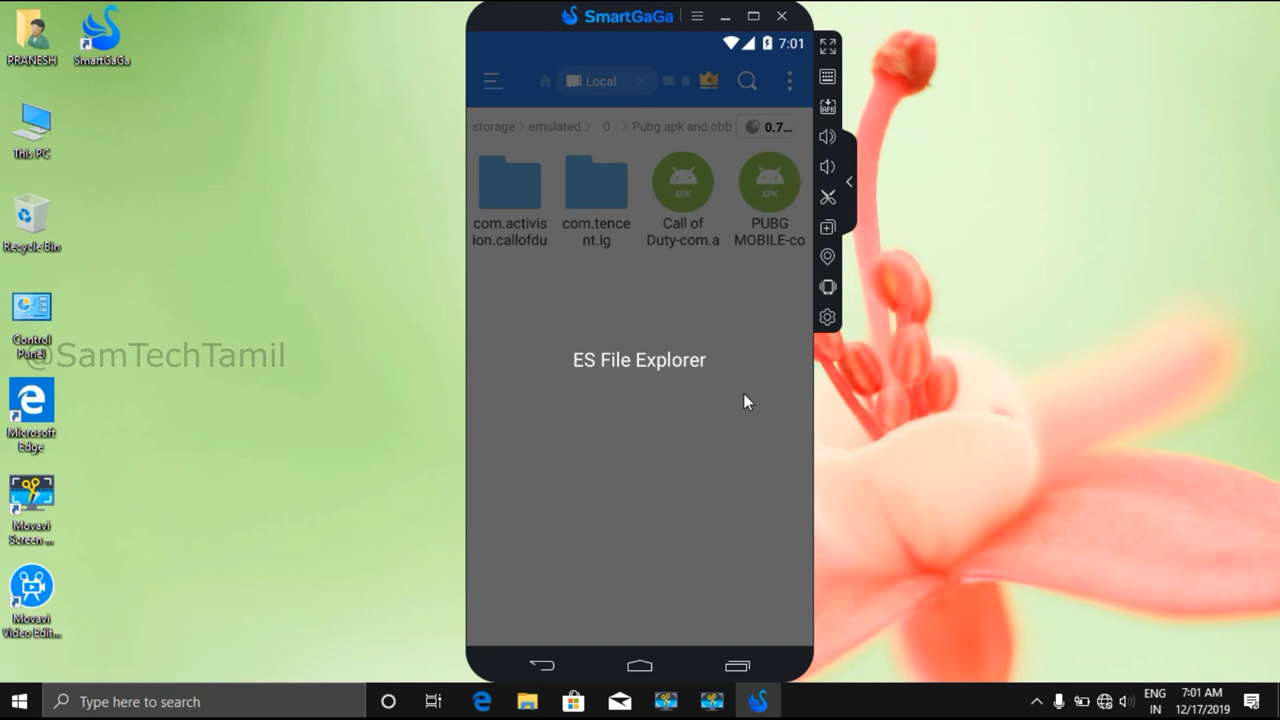 PRANESH
SmartGaGa
This PC
Recycle Bin
Control
Panel
@SamTechTamil
Microsoft
Edge
Movavi
Screen ...
Movavi
Video Edit...
SmartGaGa
7:01
Local
storage
emulated
0
Pubg apk and obb
0.7...
APK
APK
com.activis
ion.callofdu
com.tence
nt.ig
Call of
Duty-com.a
PUBG
MOBILE-co
ES File Explorer
APK
Type here to search
ENG
IN
7:01 AM
12/17/2019